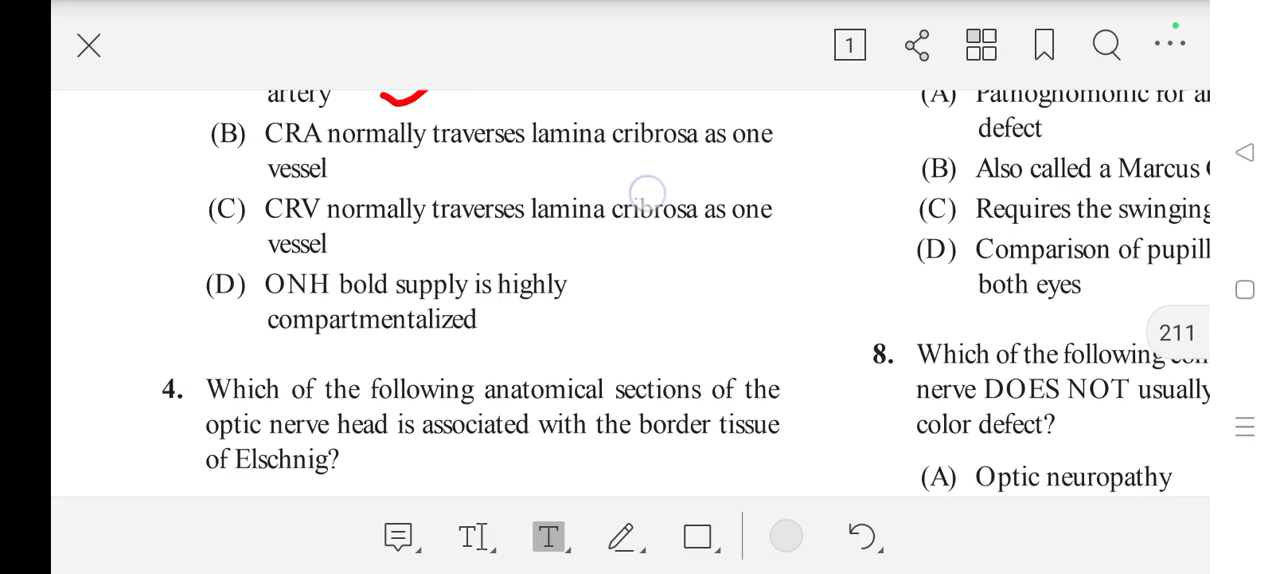 1
artery
(B) CRA normally traverses lamina cribrosa as one
vessel
(C) CRV normally traverses lamina cribrosa as one
vessel
(D) ONH bold supply is highly
compartmentalized
4. Which of the following anatomical sections of the
optic nerve head is associated with the border tissue
of Elschnig?
(A) Pathognomonic for
defect
(B) Also called a Marcus
(C) Requires the swinging
(D) Comparison of
both eyes
211
8. Which of the following
nerve DOES NOT usually
color defect?
(A) Optic neuropathy
T
T